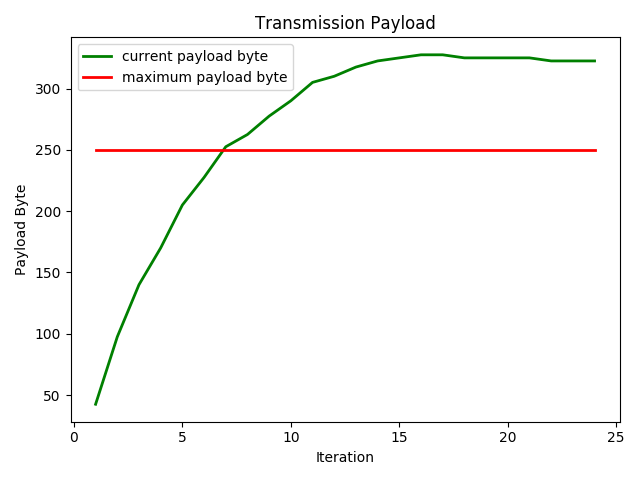 Transmission Payload
current payload byte
maximum payload byte
Payload Byte
300
250
200
150
100
50
0 5 10 15 20 25
Iteration